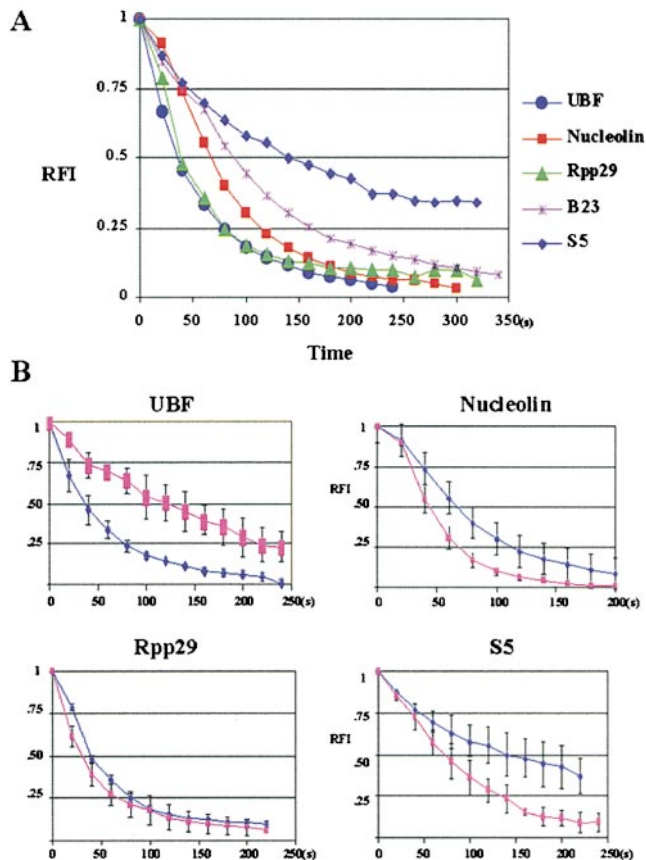 A
1
0.75
RFI
0.5
0.25
0
0 50 100 150 200 250 300 350(s)
Time
UBF
Nucleolin
Rpp29
B23
S5
B
UBF
1
.75
.50
.25
0 50 100 150 200 250(s)
Nucleolin
1
.75
RFI
.50
.25
0 50 100 150 200(s)
Rpp29
1
.75
.50
.25
0 50 100 150 200 250(s)
S5
1
.75
RFI
.50
.25
0 50 100 150 200 250(s)